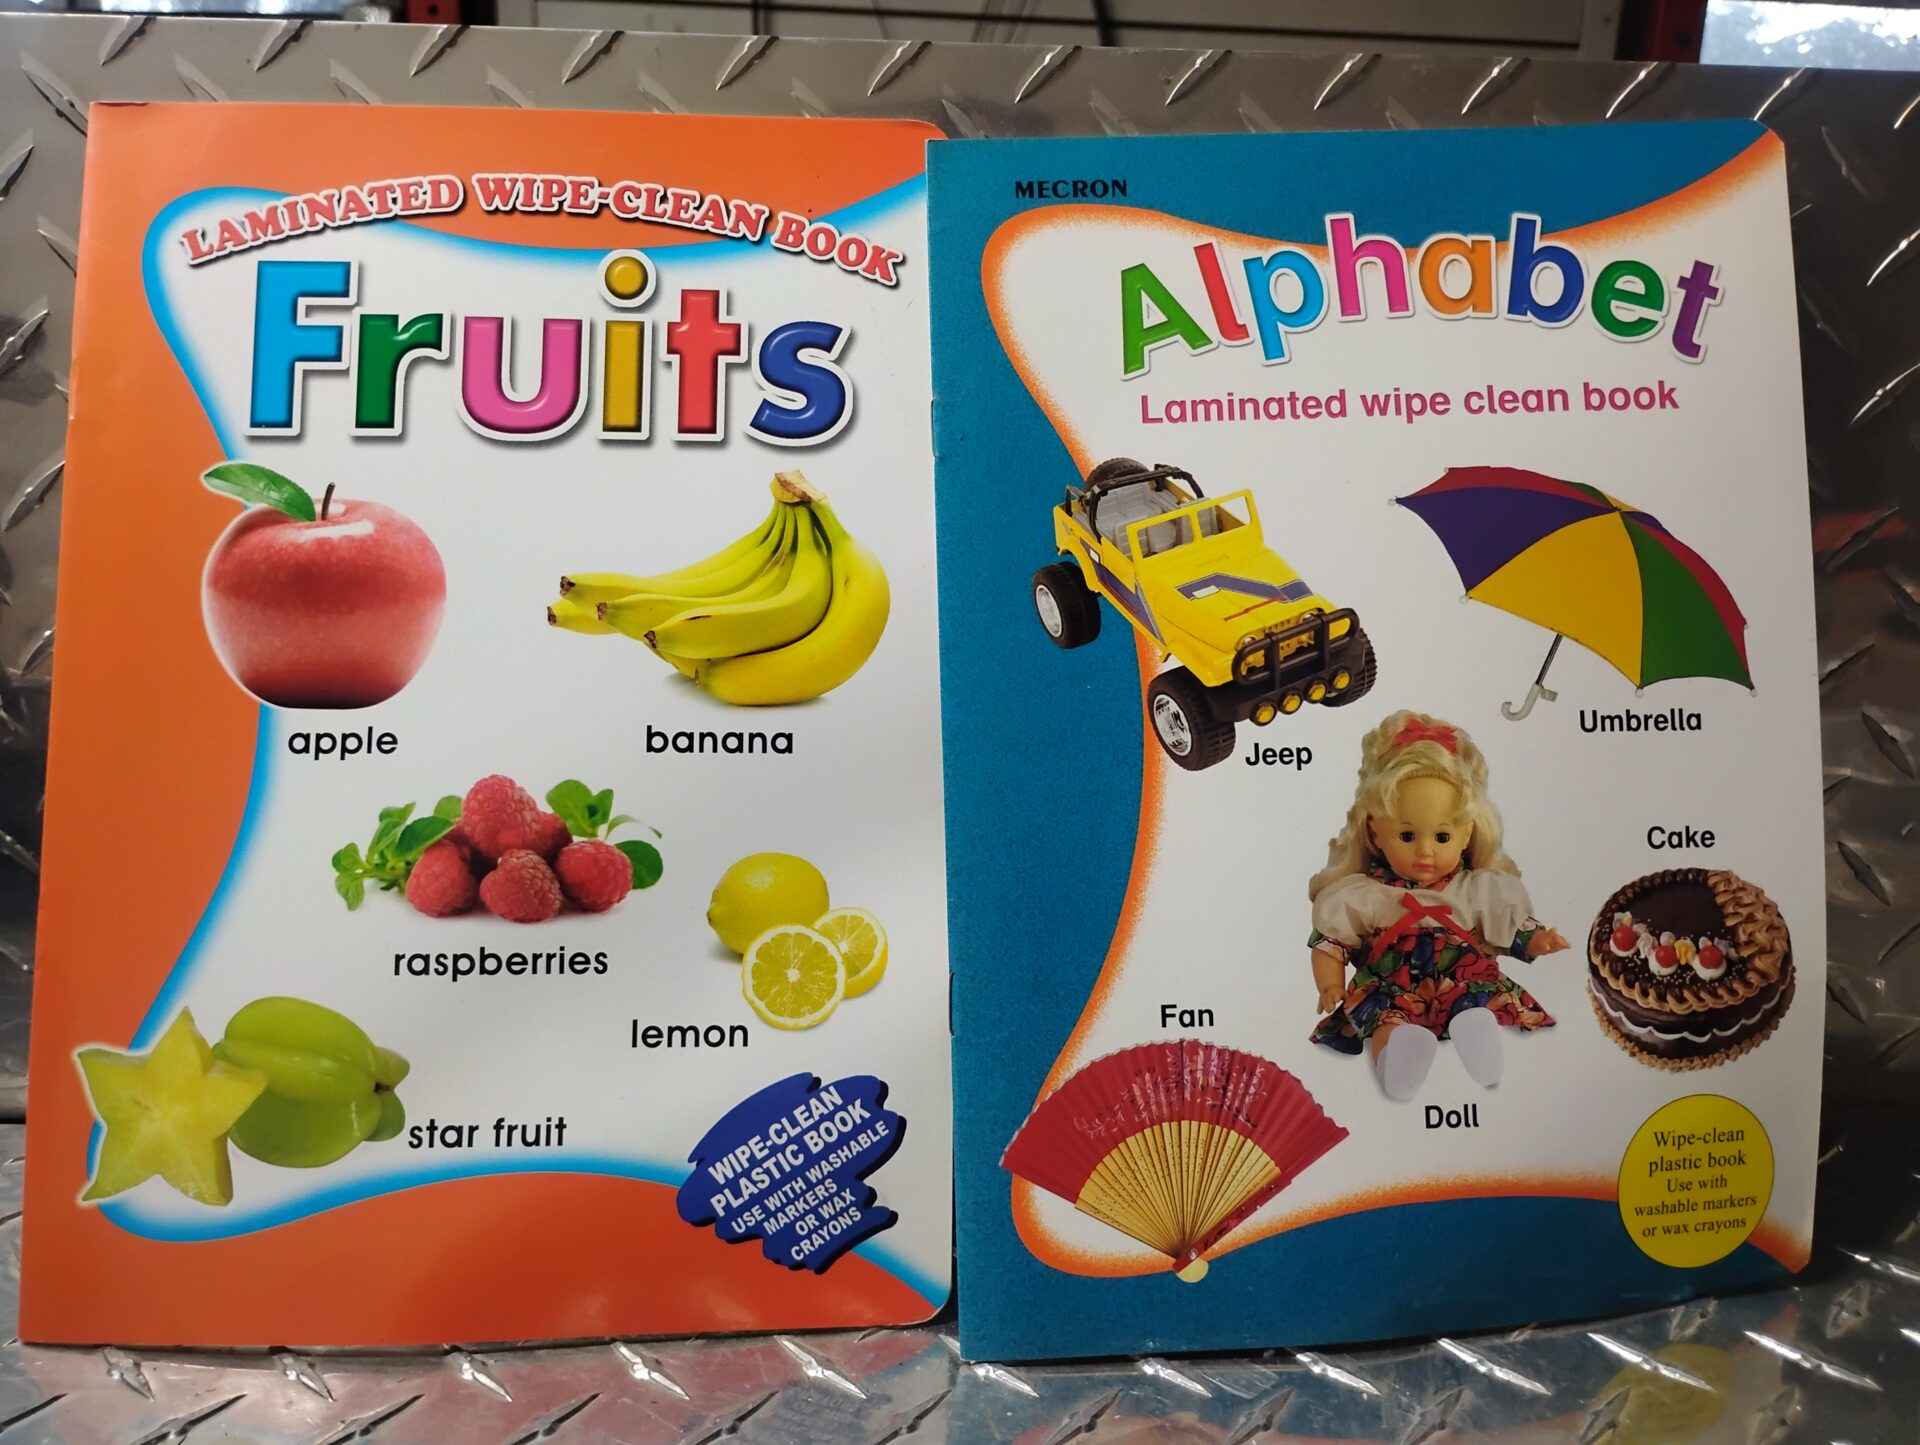 LAMINATED WIPE-CLEAN BOOK
Fruits
apple
banana
raspberries
lemon
star fruit
WIPE-CLEAN
PLASTIC BOOK
USE WITH WASHABLE
MARKERS
OR WAX
CRAYONS
MECRON
Alphabet
Laminated wipe clean book
Jeep
Umbrella
Cake
Fan
Doll
Wipe-clean
plastic book
Use with
washable markers
or wax crayons